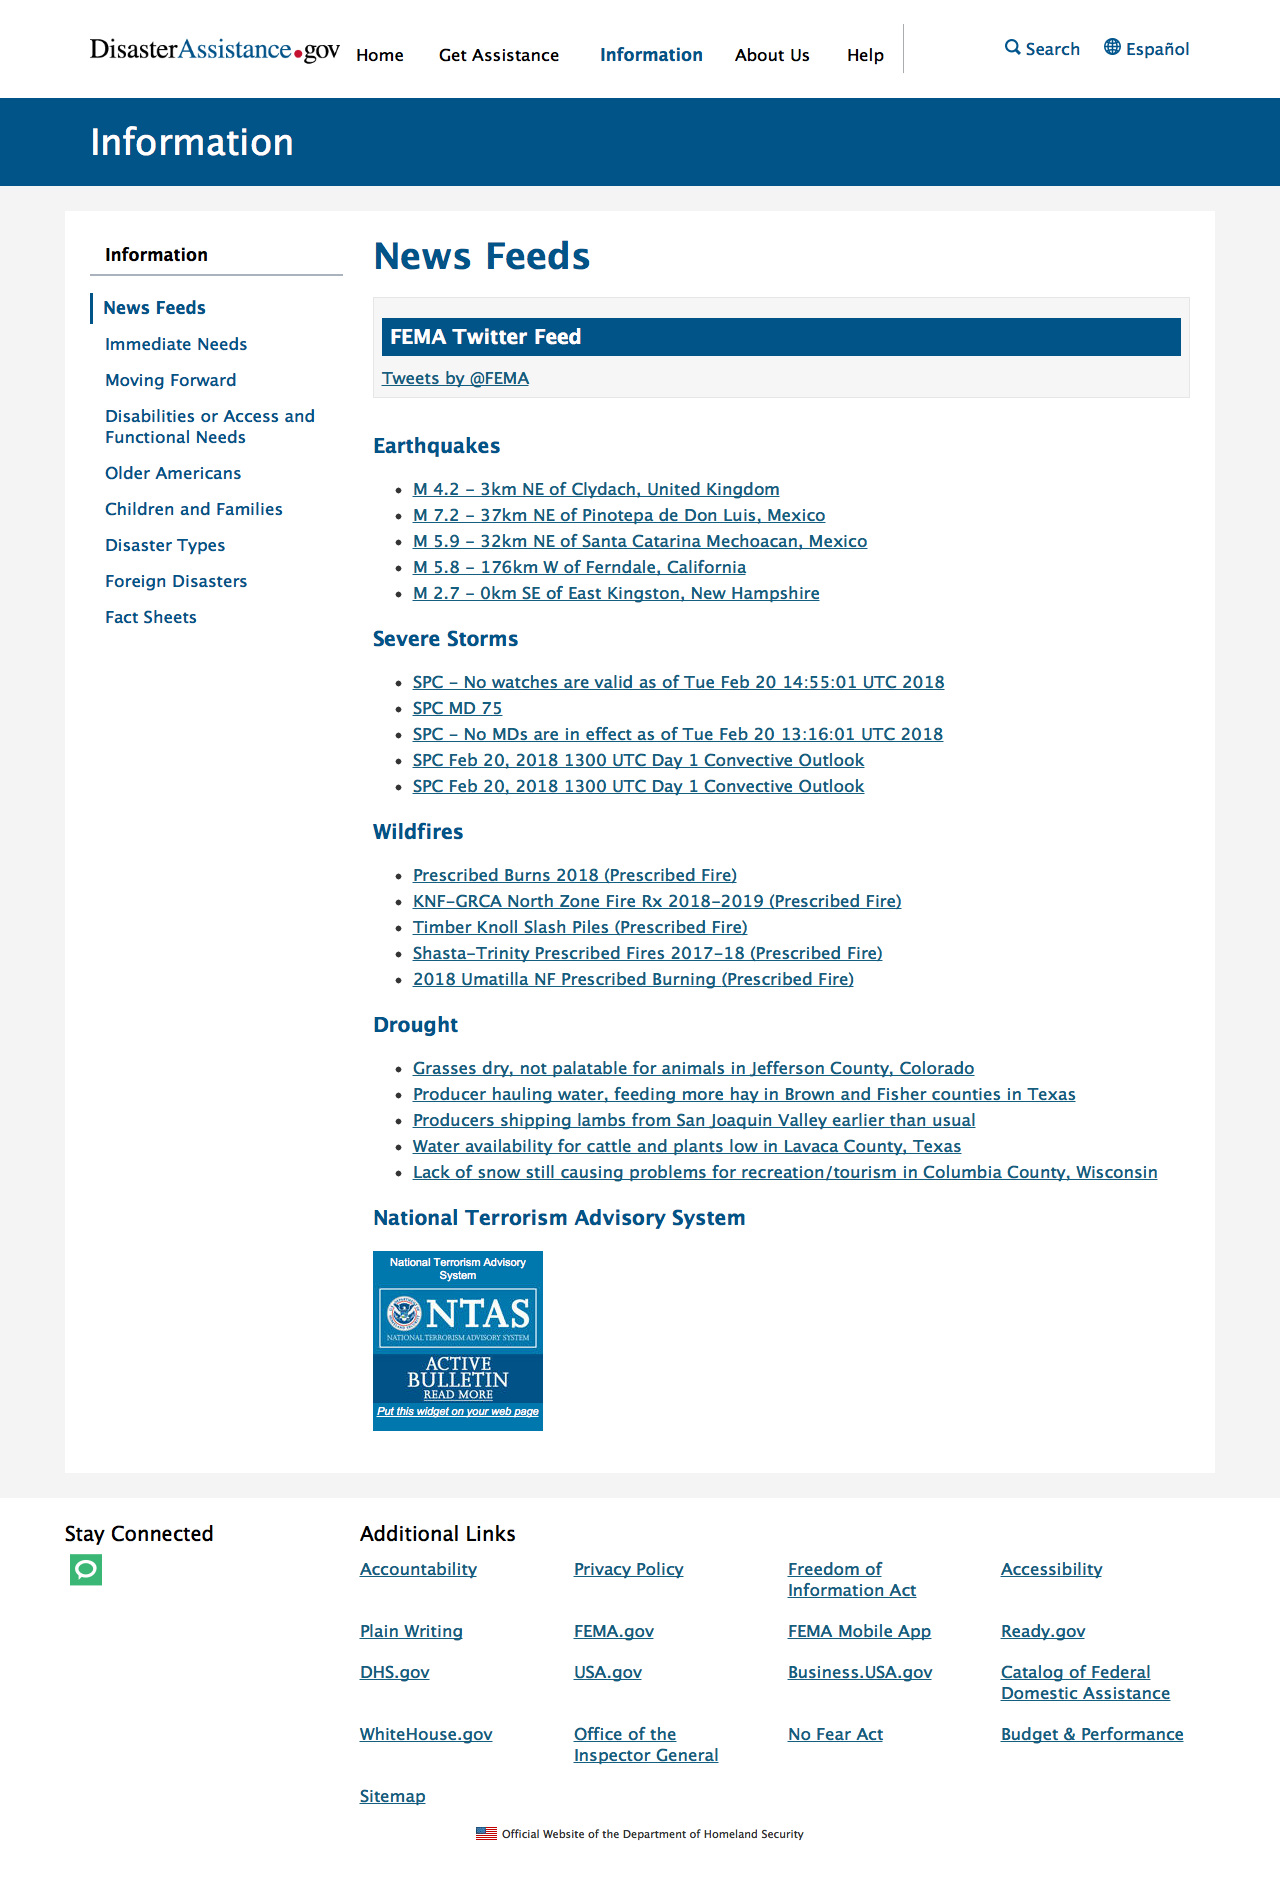 DisasterAssistance.gov
Home Get Assistance Information About Us Help
Search Español
Information
Information
News Feeds
Immediate Needs
Moving Forward
Disabilities or Access and
Functional Needs
Older Americans
Children and Families
Disaster Types
Foreign Disasters
Fact Sheets
News Feeds
FEMA Twitter Feed
Tweets by @FEMA
Earthquakes
M 4.2 - 3km NE of Clydach, United Kingdom
M 7.2 - 37km NE of Pinotepa de Don Luis, Mexico
M 5.9 - 32km NE of Santa Catarina Mechoacan, Mexico
M 5.8 - 176km W of Ferndale, California
M 2.7 - 0km SE of East Kingston, New Hampshire
Severe Storms
SPC - No watches are valid as of Tue Feb 20 14:55:01 UTC 2018
SPC MD 75
SPC - No MDs are in effect as of Tue Feb 20 13:16:01 UTC 2018
SPC Feb 20, 2018 1300 UTC Day 1 Convective Outlook
SPC Feb 20, 2018 1300 UTC Day 1 Convective Outlook
Wildfires
Prescribed Burns 2018 (Prescribed Fire)
KNF-GRCA North Zone Fire Rx 2018-2019 (Prescribed Fire)
Timber Knoll Slash Piles (Prescribed Fire)
Shasta-Trinity Prescribed Fires 2017-18 (Prescribed Fire)
2018 Umatilla NF Prescribed Burning (Prescribed Fire)
Drought
Grasses dry, not palatable for animals in Jefferson County, Colorado
Producer hauling water, feeding more hay in Brown and Fisher counties in Texas
Producers shipping lambs from San Joaquin Valley earlier than usual
Water availability for cattle and plants low in Lavaca County, Texas
Lack of snow still causing problems for recreation/tourism in Columbia County, Wisconsin
National Terrorism Advisory System
National Terrorism Advisory
System
NTAS
NATIONAL TERRORISM ADVISORY SYSTEM
ACTIVE
BULLETIN
READ MORE
Put this widget on your web page
Stay Connected
Additional Links
Accountability
Privacy Policy
Freedom of
Information Act
Accessibility
Plain Writing
FEMA.gov
FEMA Mobile App
Ready.gov
DHS.gov
USA.gov
Business.USA.gov
Catalog of Federal
Domestic Assistance
WhiteHouse.gov
Office of the
Inspector General
No Fear Act
Budget & Performance
Sitemap
Official Website of the Department of Homeland Security